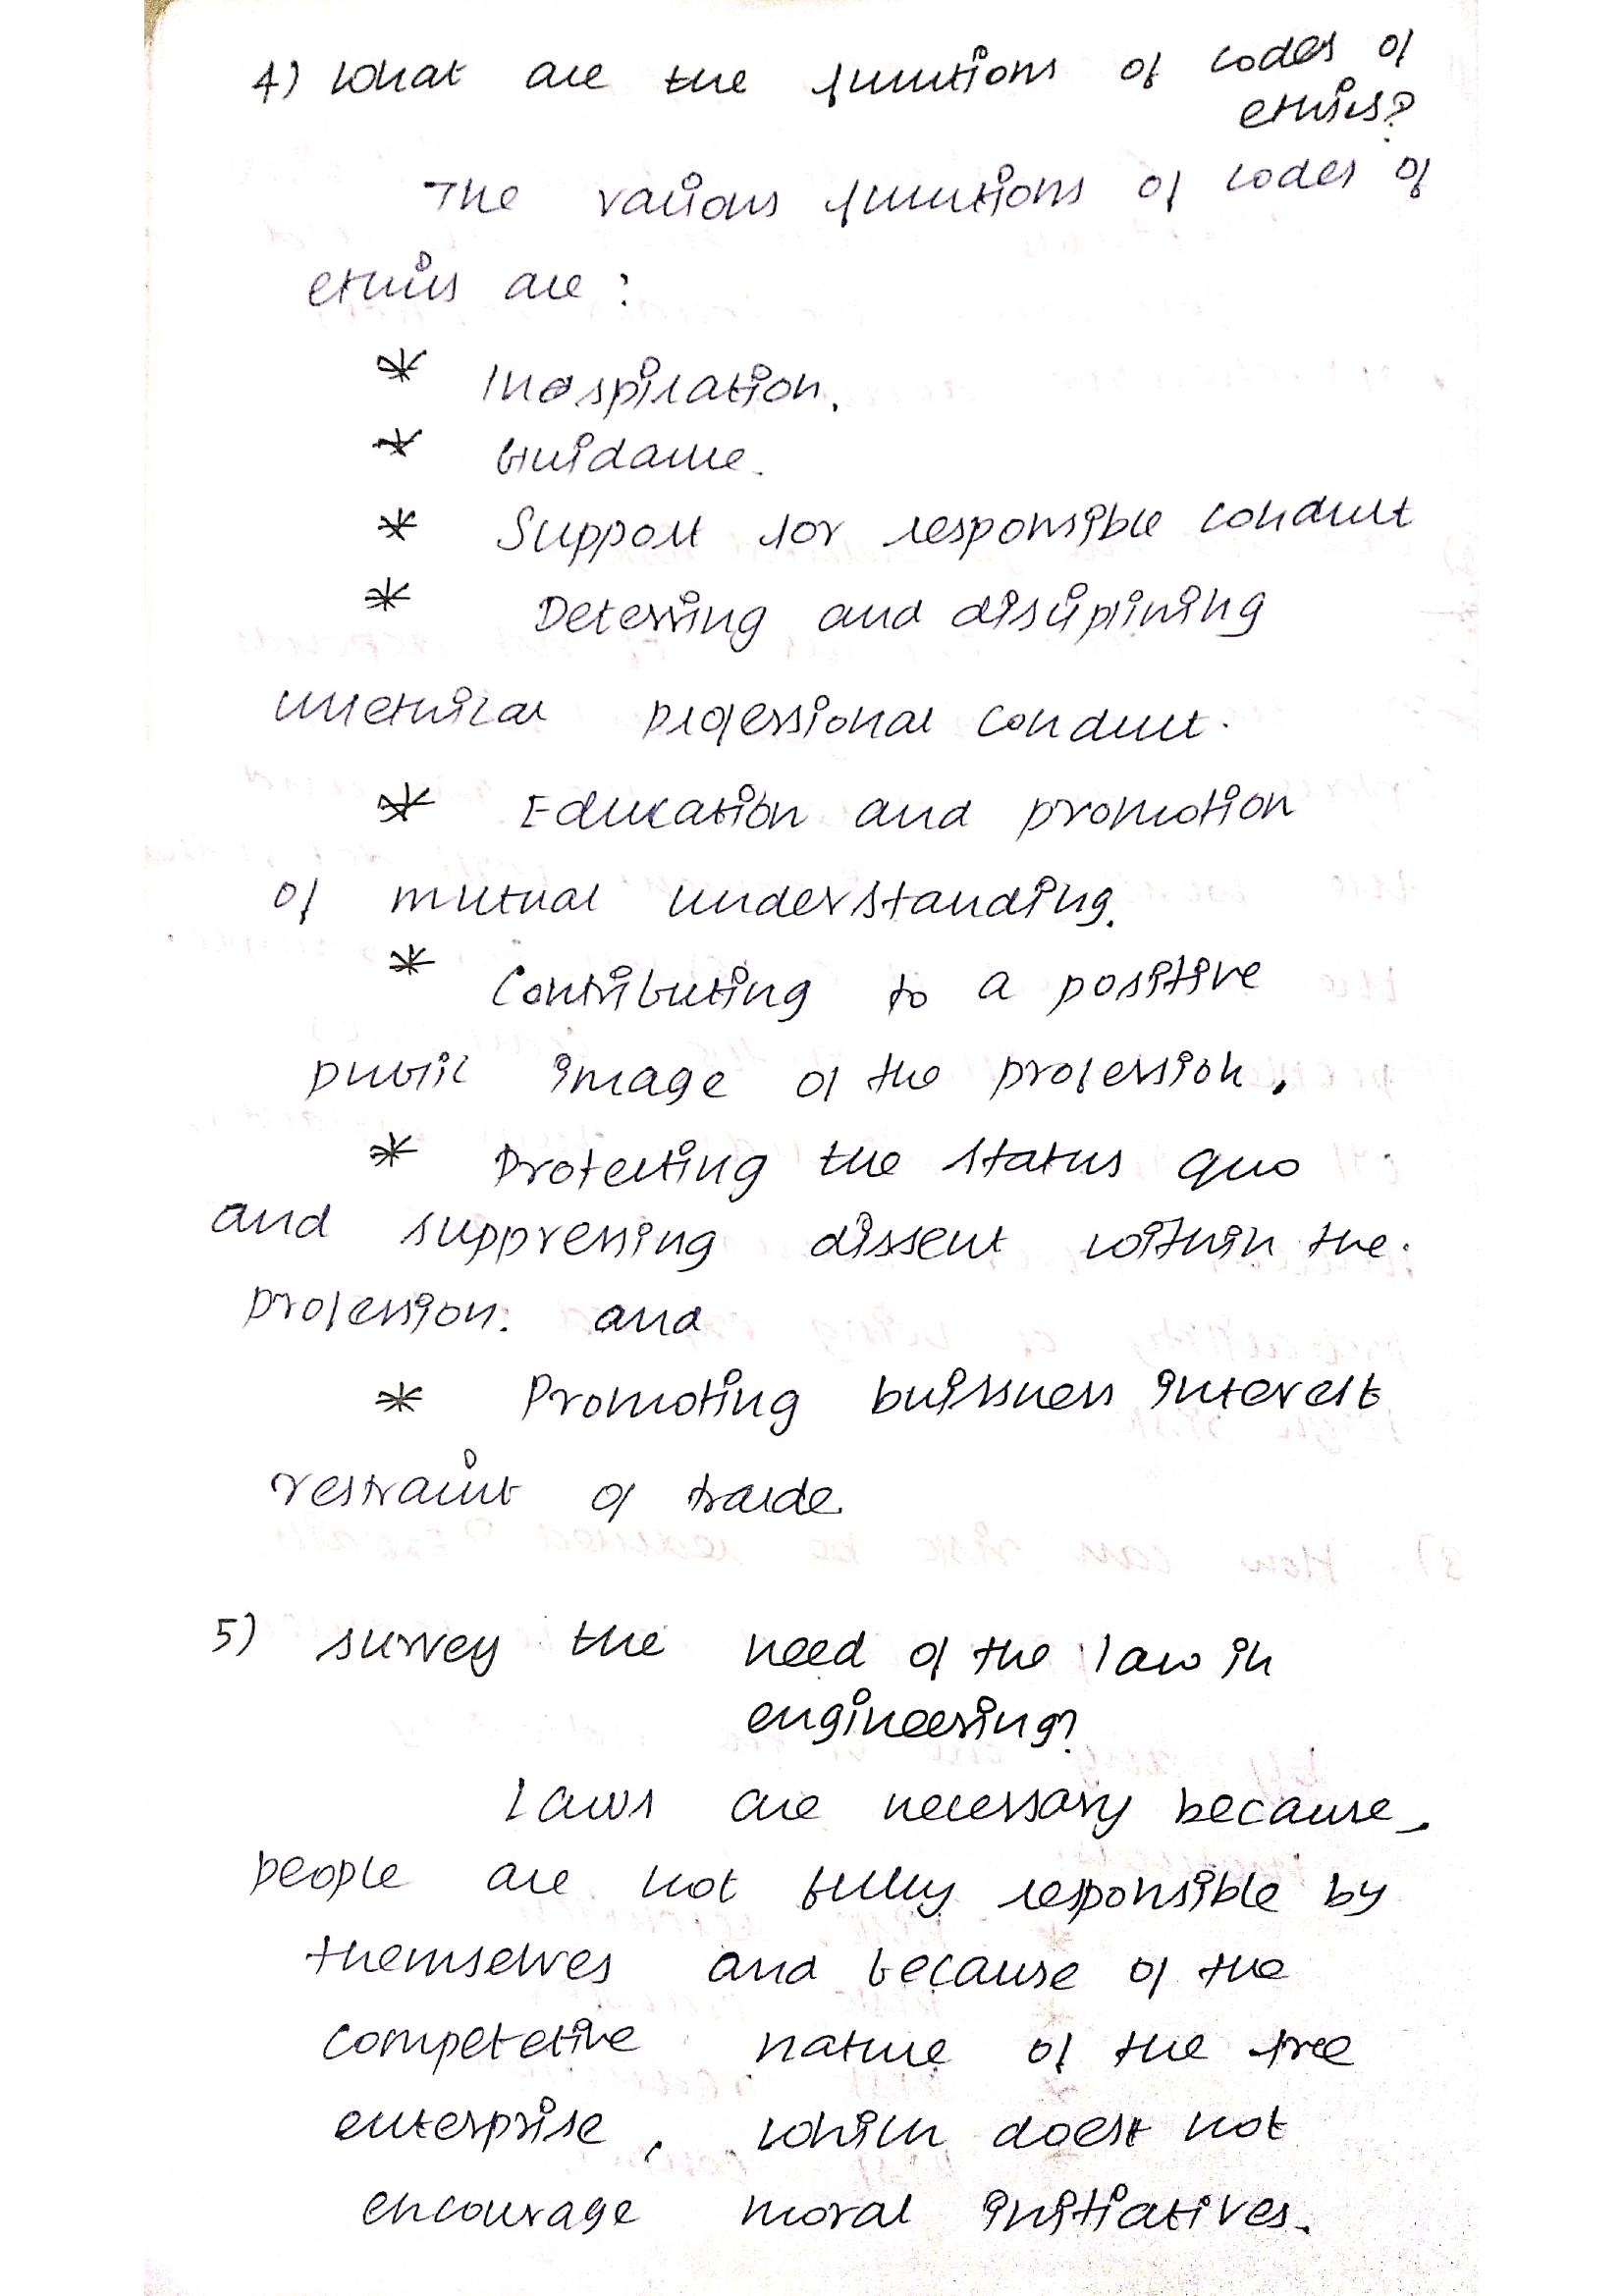 4) What are the functions of codes of
ethics?
The various functions of codes of
ethics are :
* Inspiration.
* Guidance.
* Support for responsible conduct
* Deterring and disciplining
unethical professional conduct.
* Education and promotion
of mutual understanding.
* Contributing to a positive
public image of the profession.
* Protecting the status quo
and suppressing dissent within the.
profession. and
* Promoting buissness interest
restraint of trade
5) survey the need of the law in
engineering?
Laws are necessary because,
people are not fully responsible by
themselves and because of the
competetive nature of the free
enterprise, which does not
encourage moral initiatives.